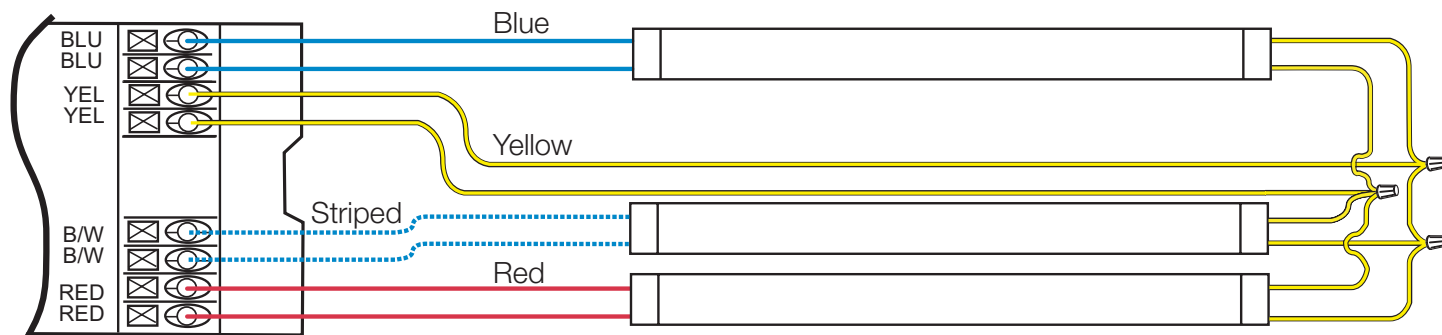 BLU
BLU
YEL
YEL
B/W
B/W
RED
RED
Blue
Yellow
Striped
Red